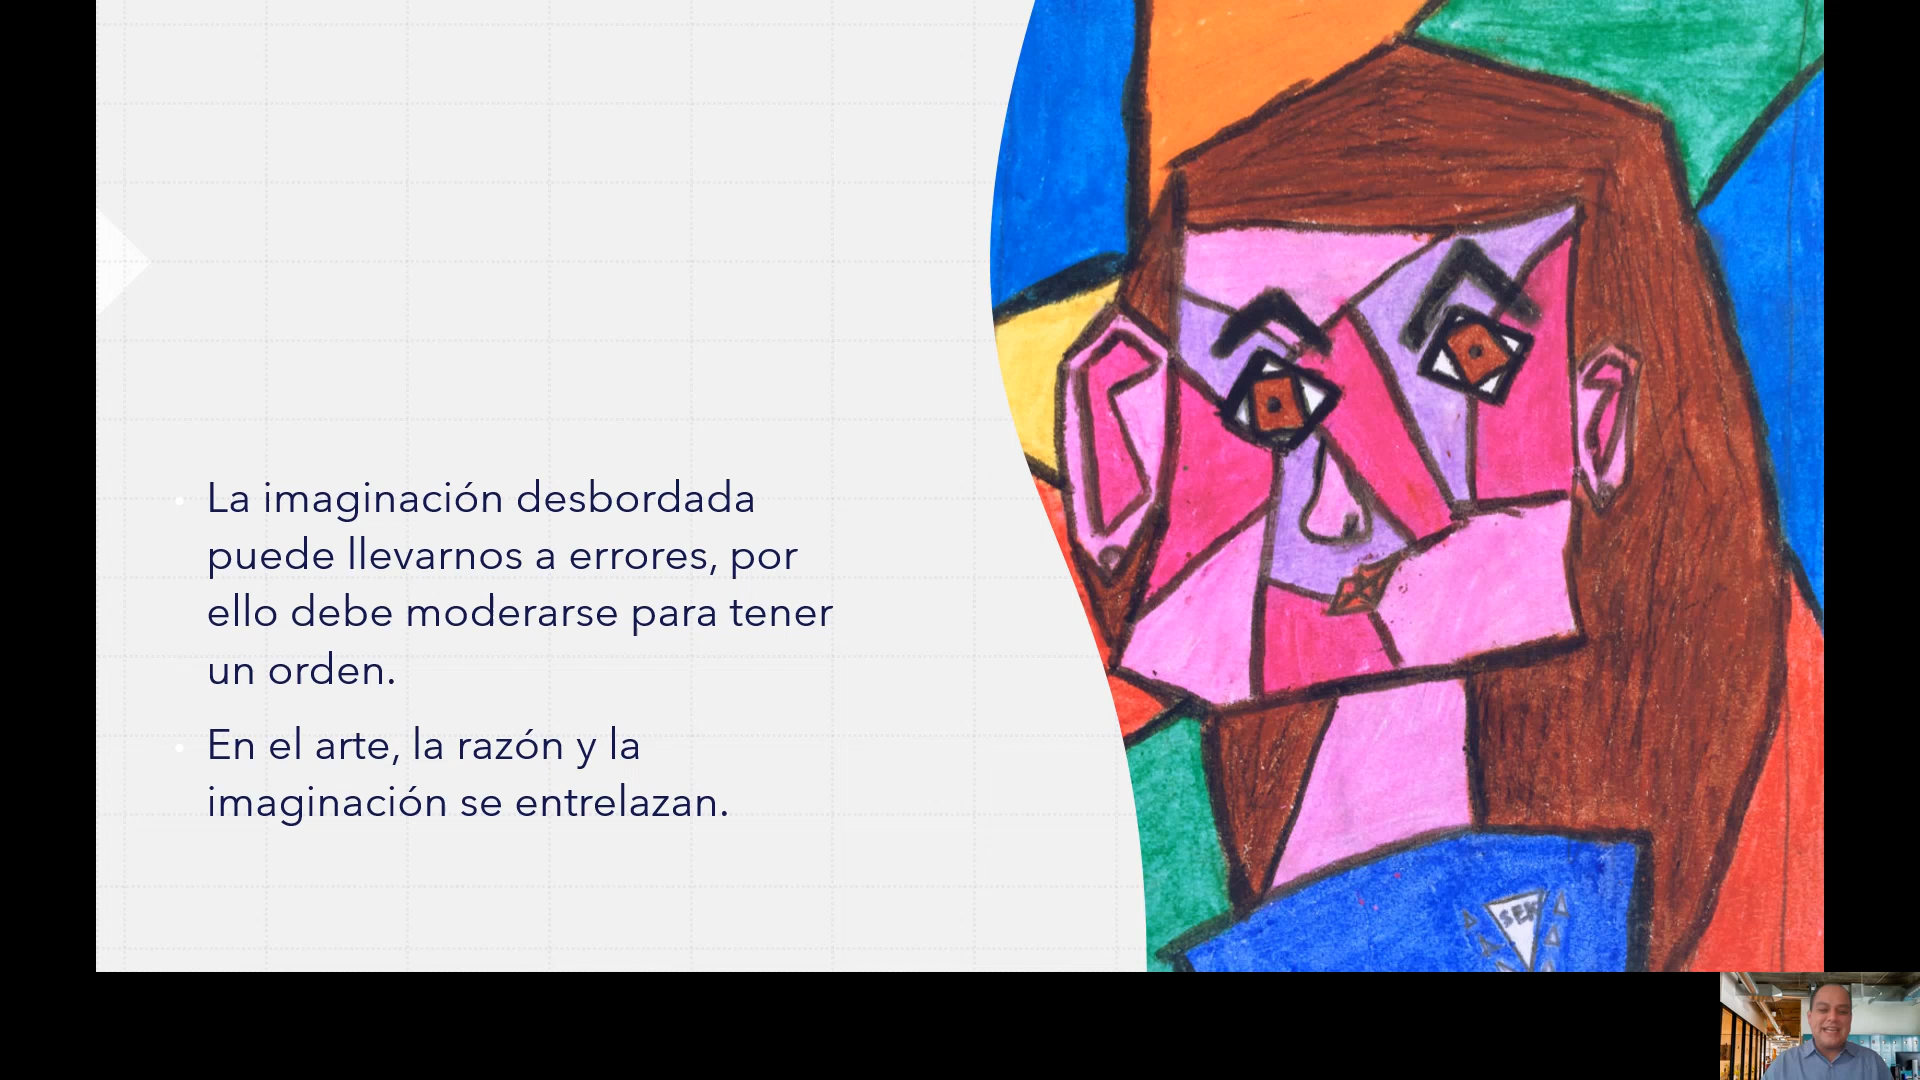 La imaginación desbordada
puede llevarnos a errores, por
ello debe moderarse para tener
un orden.
En el arte, la razón y la
imaginación se entrelazan.
SEK